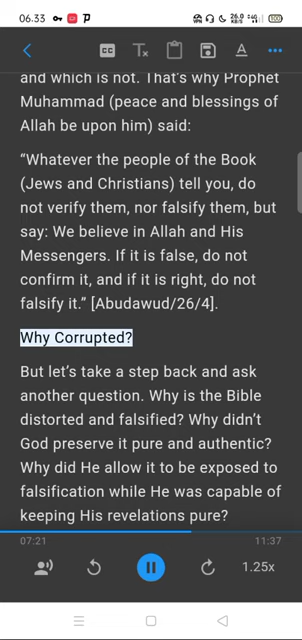 06.33
26.0
KB/S
CC
and which is not. That's why Prophet
Muhammad (peace and blessings of
Allah be upon him) said:
“Whatever the people of the Book
(Jews and Christians) tell you, do
not verify them, nor falsify them, but
say: We believe in Allah and His
Messengers. If it is false, do not
confirm it, and if it is right, do not
falsify it.” [Abudawud/26/4].
Why Corrupted?
But let's take a step back and ask
another question. Why is the Bible
distorted and falsified? Why didn't
God preserve it pure and authentic?
Why did He allow it to be exposed to
falsification while He was capable of
keeping His revelations pure?
07:21
11:37
1.25x